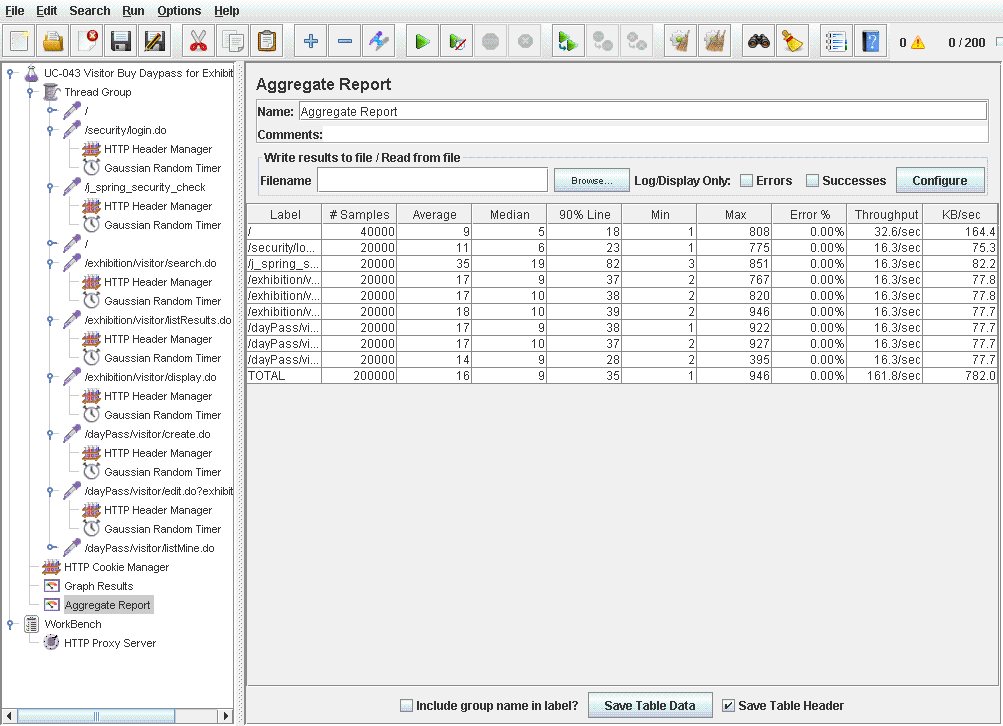 File Edit Search Run Options Help
0 0 / 200
UC-043 Visitor Buy Daypass for Exhibit
Thread Group
/
/security/login.do
HTTP Header Manager
Gaussian Random Timer
/j_spring_security_check
HTTP Header Manager
Gaussian Random Timer
/
/exhibition/visitor/search.do
HTTP Header Manager
Gaussian Random Timer
/exhibition/visitor/listResults.do
HTTP Header Manager
Gaussian Random Timer
/exhibition/visitor/display.do
HTTP Header Manager
Gaussian Random Timer
/dayPass/visitor/create.do
HTTP Header Manager
Gaussian Random Timer
/dayPass/visitor/edit.do?exhibit
HTTP Header Manager
Gaussian Random Timer
/dayPass/visitor/listMine.do
HTTP Cookie Manager
Graph Results
Aggregate Report
WorkBench
HTTP Proxy Server
Aggregate Report
Name: Aggregate Report
Comments:
Write results to file / Read from file
Filename Browse... Log/Display Only: Errors Successes Configure
Label # Samples Average Median 90% Line Min Max Error % Throughput KB/sec
/ 40000 9 5 18 1 808 0.00% 32.6/sec 164.4
/security/lo... 20000 11 6 23 1 775 0.00% 16.3/sec 75.3
/j_spring_s... 20000 35 19 82 3 851 0.00% 16.3/sec 82.2
/exhibition/v... 20000 17 9 37 2 767 0.00% 16.3/sec 77.8
/exhibition/v... 20000 17 10 38 2 820 0.00% 16.3/sec 77.8
/exhibition/v... 20000 18 10 39 2 946 0.00% 16.3/sec 77.7
/dayPass/vi... 20000 17 9 38 1 922 0.00% 16.3/sec 77.7
/dayPass/vi... 20000 17 10 37 2 927 0.00% 16.3/sec 77.7
/dayPass/vi... 20000 14 9 28 2 395 0.00% 16.3/sec 77.7
TOTAL 200000 16 9 35 1 946 0.00% 161.8/sec 782.0
Include group name in label? Save Table Data Save Table Header